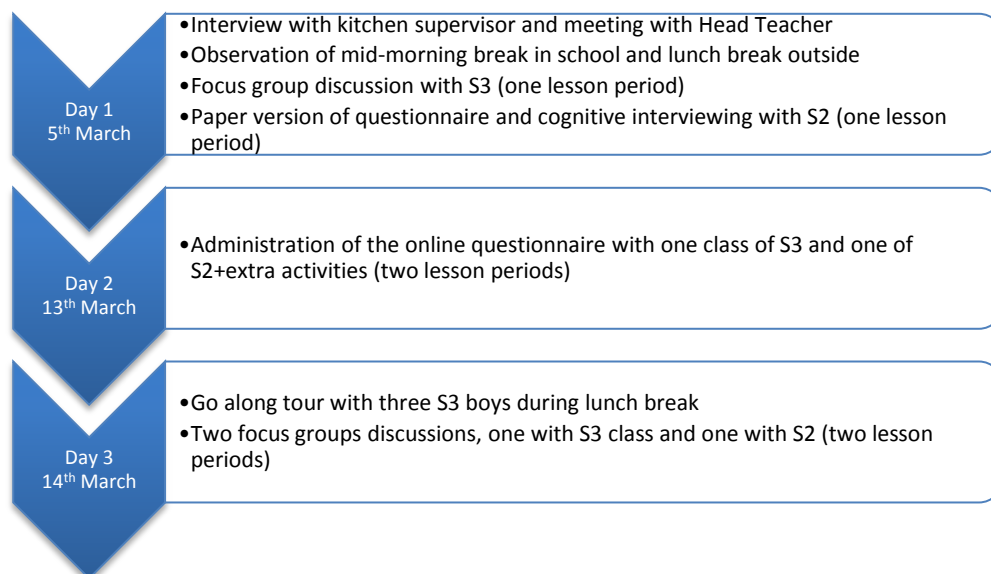 Day 1
5th March
•Interview with kitchen supervisor and meeting with Head Teacher
•Observation of mid-morning break in school and lunch break outside
•Focus group discussion with S3 (one lesson period)
•Paper version of questionnaire and cognitive interviewing with S2 (one lesson
period)
Day 2
13th March
•Administration of the online questionnaire with one class of S3 and one of
S2+extra activities (two lesson periods)
Day 3
14th March
•Go along tour with three S3 boys during lunch break
•Two focus groups discussions, one with S3 class and one with S2 (two lesson
periods)